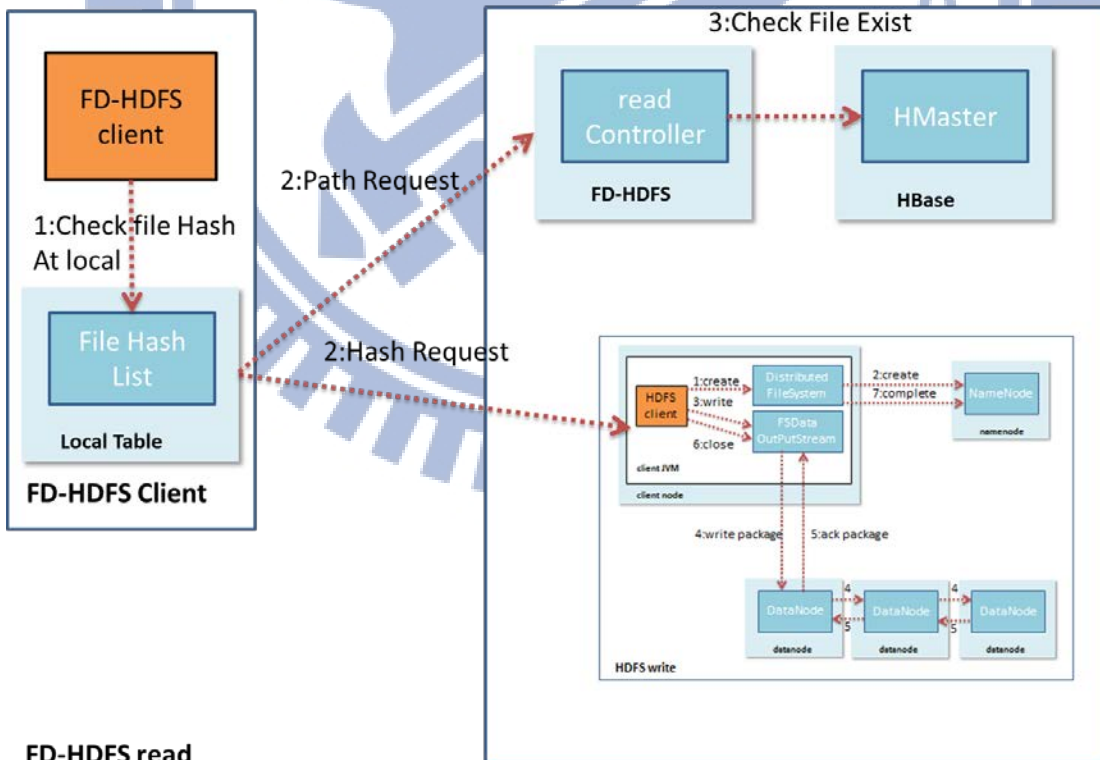 FD-HDFS
client
1:Check file Hash
At local
File Hash
List
Local Table
FD-HDFS Client
2:Path Request
2:Hash Request
3:Check File Exist
read
Controller
FD-HDFS
HMaster
HBase
HDFS
client
1:create
3:write
6:close
Distributed
FileSystem
FSData
OutPutStream
client JVM
client node
2:create
7:complete
NameNode
namenode
4:write package
5:ack package
DataNode
datanode
4
5
DataNode
datanode
4
5
DataNode
datanode
HDFS write
FD-HDFS read